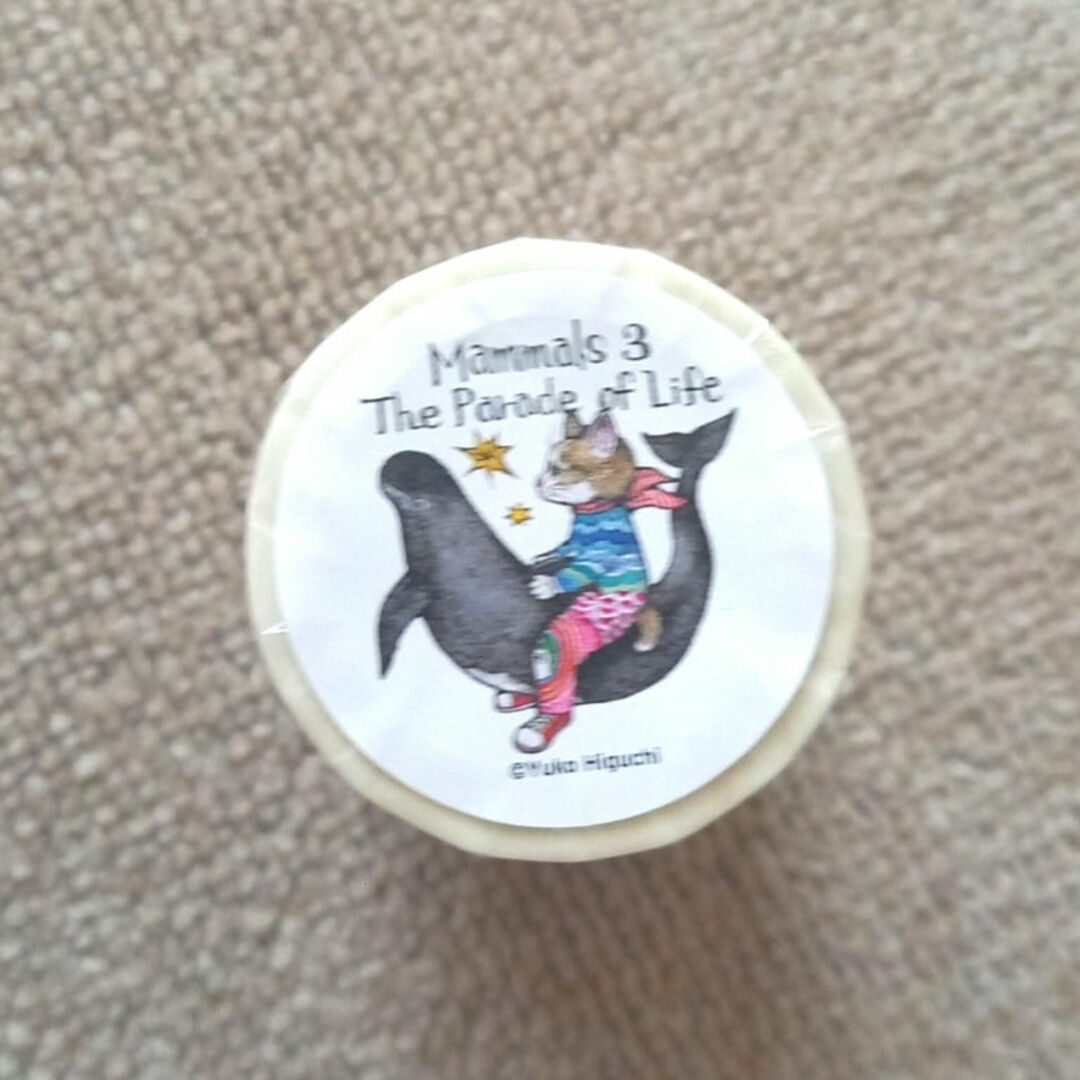 Mammals 3
The Parade of Life
©Yuko Higuchi